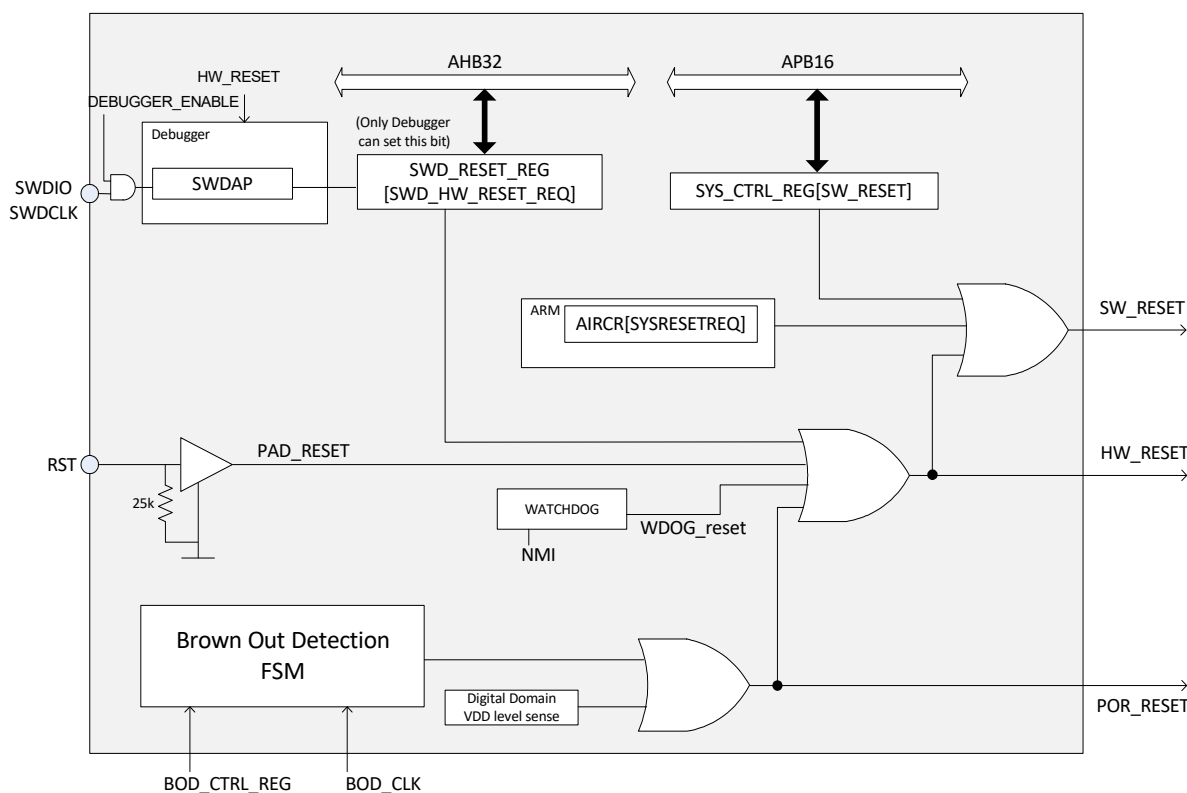 AHB32
APB16
HW_RESET
DEBUGGER_ENABLE
(Only Debugger
can set this bit)
Debugger
SWDAP
SWD_RESET_REG
[SWD_HW_RESET_REQ]
SYS_CTRL_REG[SW_RESET]
SWDIO
SWDCLK
ARM
AIRCR[SYSRESETREQ]
SW_RESET
RST
PAD_RESET
HW_RESET
25k
WATCHDOG
WDOG_reset
NMI
Brown Out Detection
FSM
Digital Domain
VDD level sense
POR_RESET
BOD_CTRL_REG
BOD_CLK